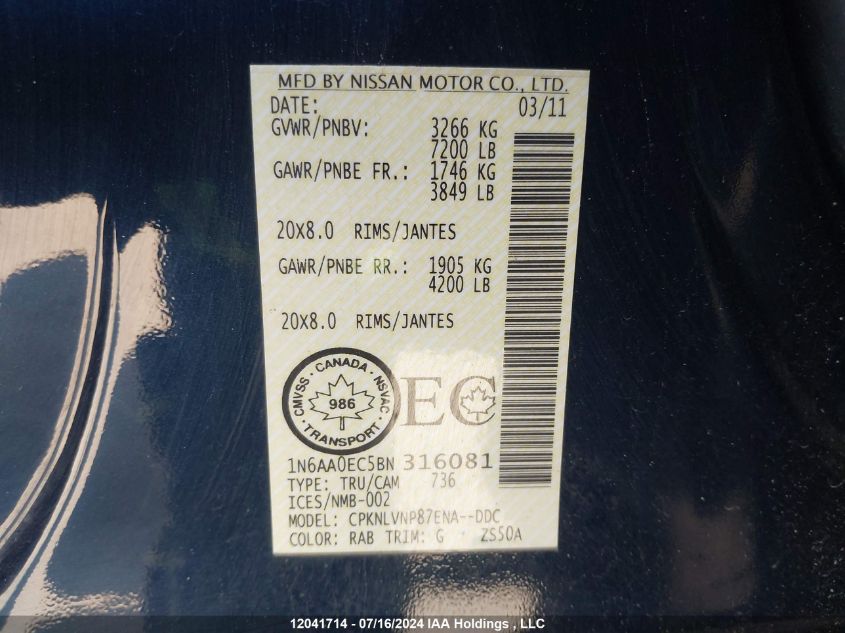 MFD BY NISSAN MOTOR CO., LTD.
DATE: 03/11
GVWR/PNBV: 3266 KG
7200 LB
GAWR/PNBE FR.: 1746 KG
3849 LB
20X8.0 RIMS/JANTES
GAWR/PNBE RR.: 1905 KG
4200 LB
20X8.0 RIMS/JANTES
CANADA
CMVSS NSVAC
986
TRANSPORT
EC
1N6AA0EC5BN 316081
TYPE: TRU/CAM 736
ICES/NMB-002
MODEL: CPKNLVNP87ENA--DDC
COLOR: RAB TRIM: G ZS50A
12041714 - 07/16/2024 IAA Holdings , LLC